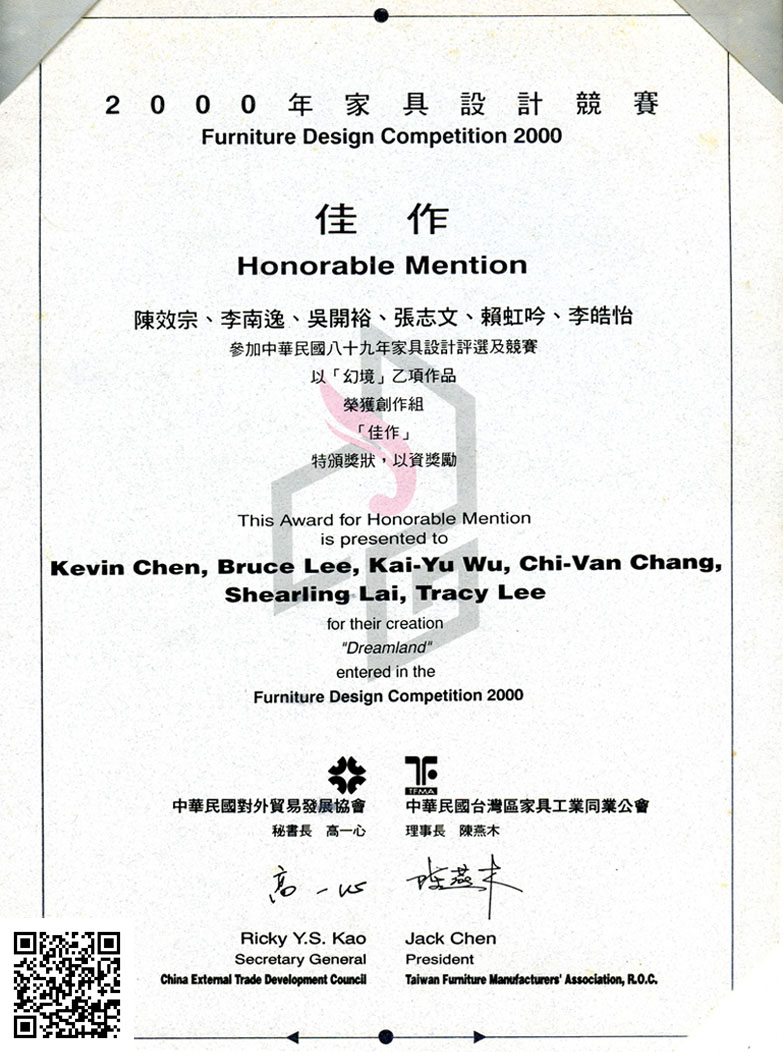 2000年家具設計競賽
Furniture Design Competition 2000
佳作
Honorable Mention
陳效宗、李南逸、吳開裕、張志文、賴虹吟、李皓怡
參加中華民國八十九年家具設計評選及競賽
以「幻境」乙項作品
榮獲創作組
「佳作」
特頒獎狀，以資獎勵
This Award for Honorable Mention
is presented to
Kevin Chen, Bruce Lee, Kai-Yu Wu, Chi-Van Chang,
Shearling Lai, Tracy Lee
for their creation
"Dreamland"
entered in the
Furniture Design Competition 2000
TFMA
中華民國對外貿易發展協會 中華民國台灣區家具工業同業公會
秘書長 高一心 理事長 陳燕木
高一心 陳燕木
Ricky Y.S. Kao Jack Chen
Secretary General President
China External Trade Development Council Taiwan Furniture Manufacturers' Association, R.O.C.